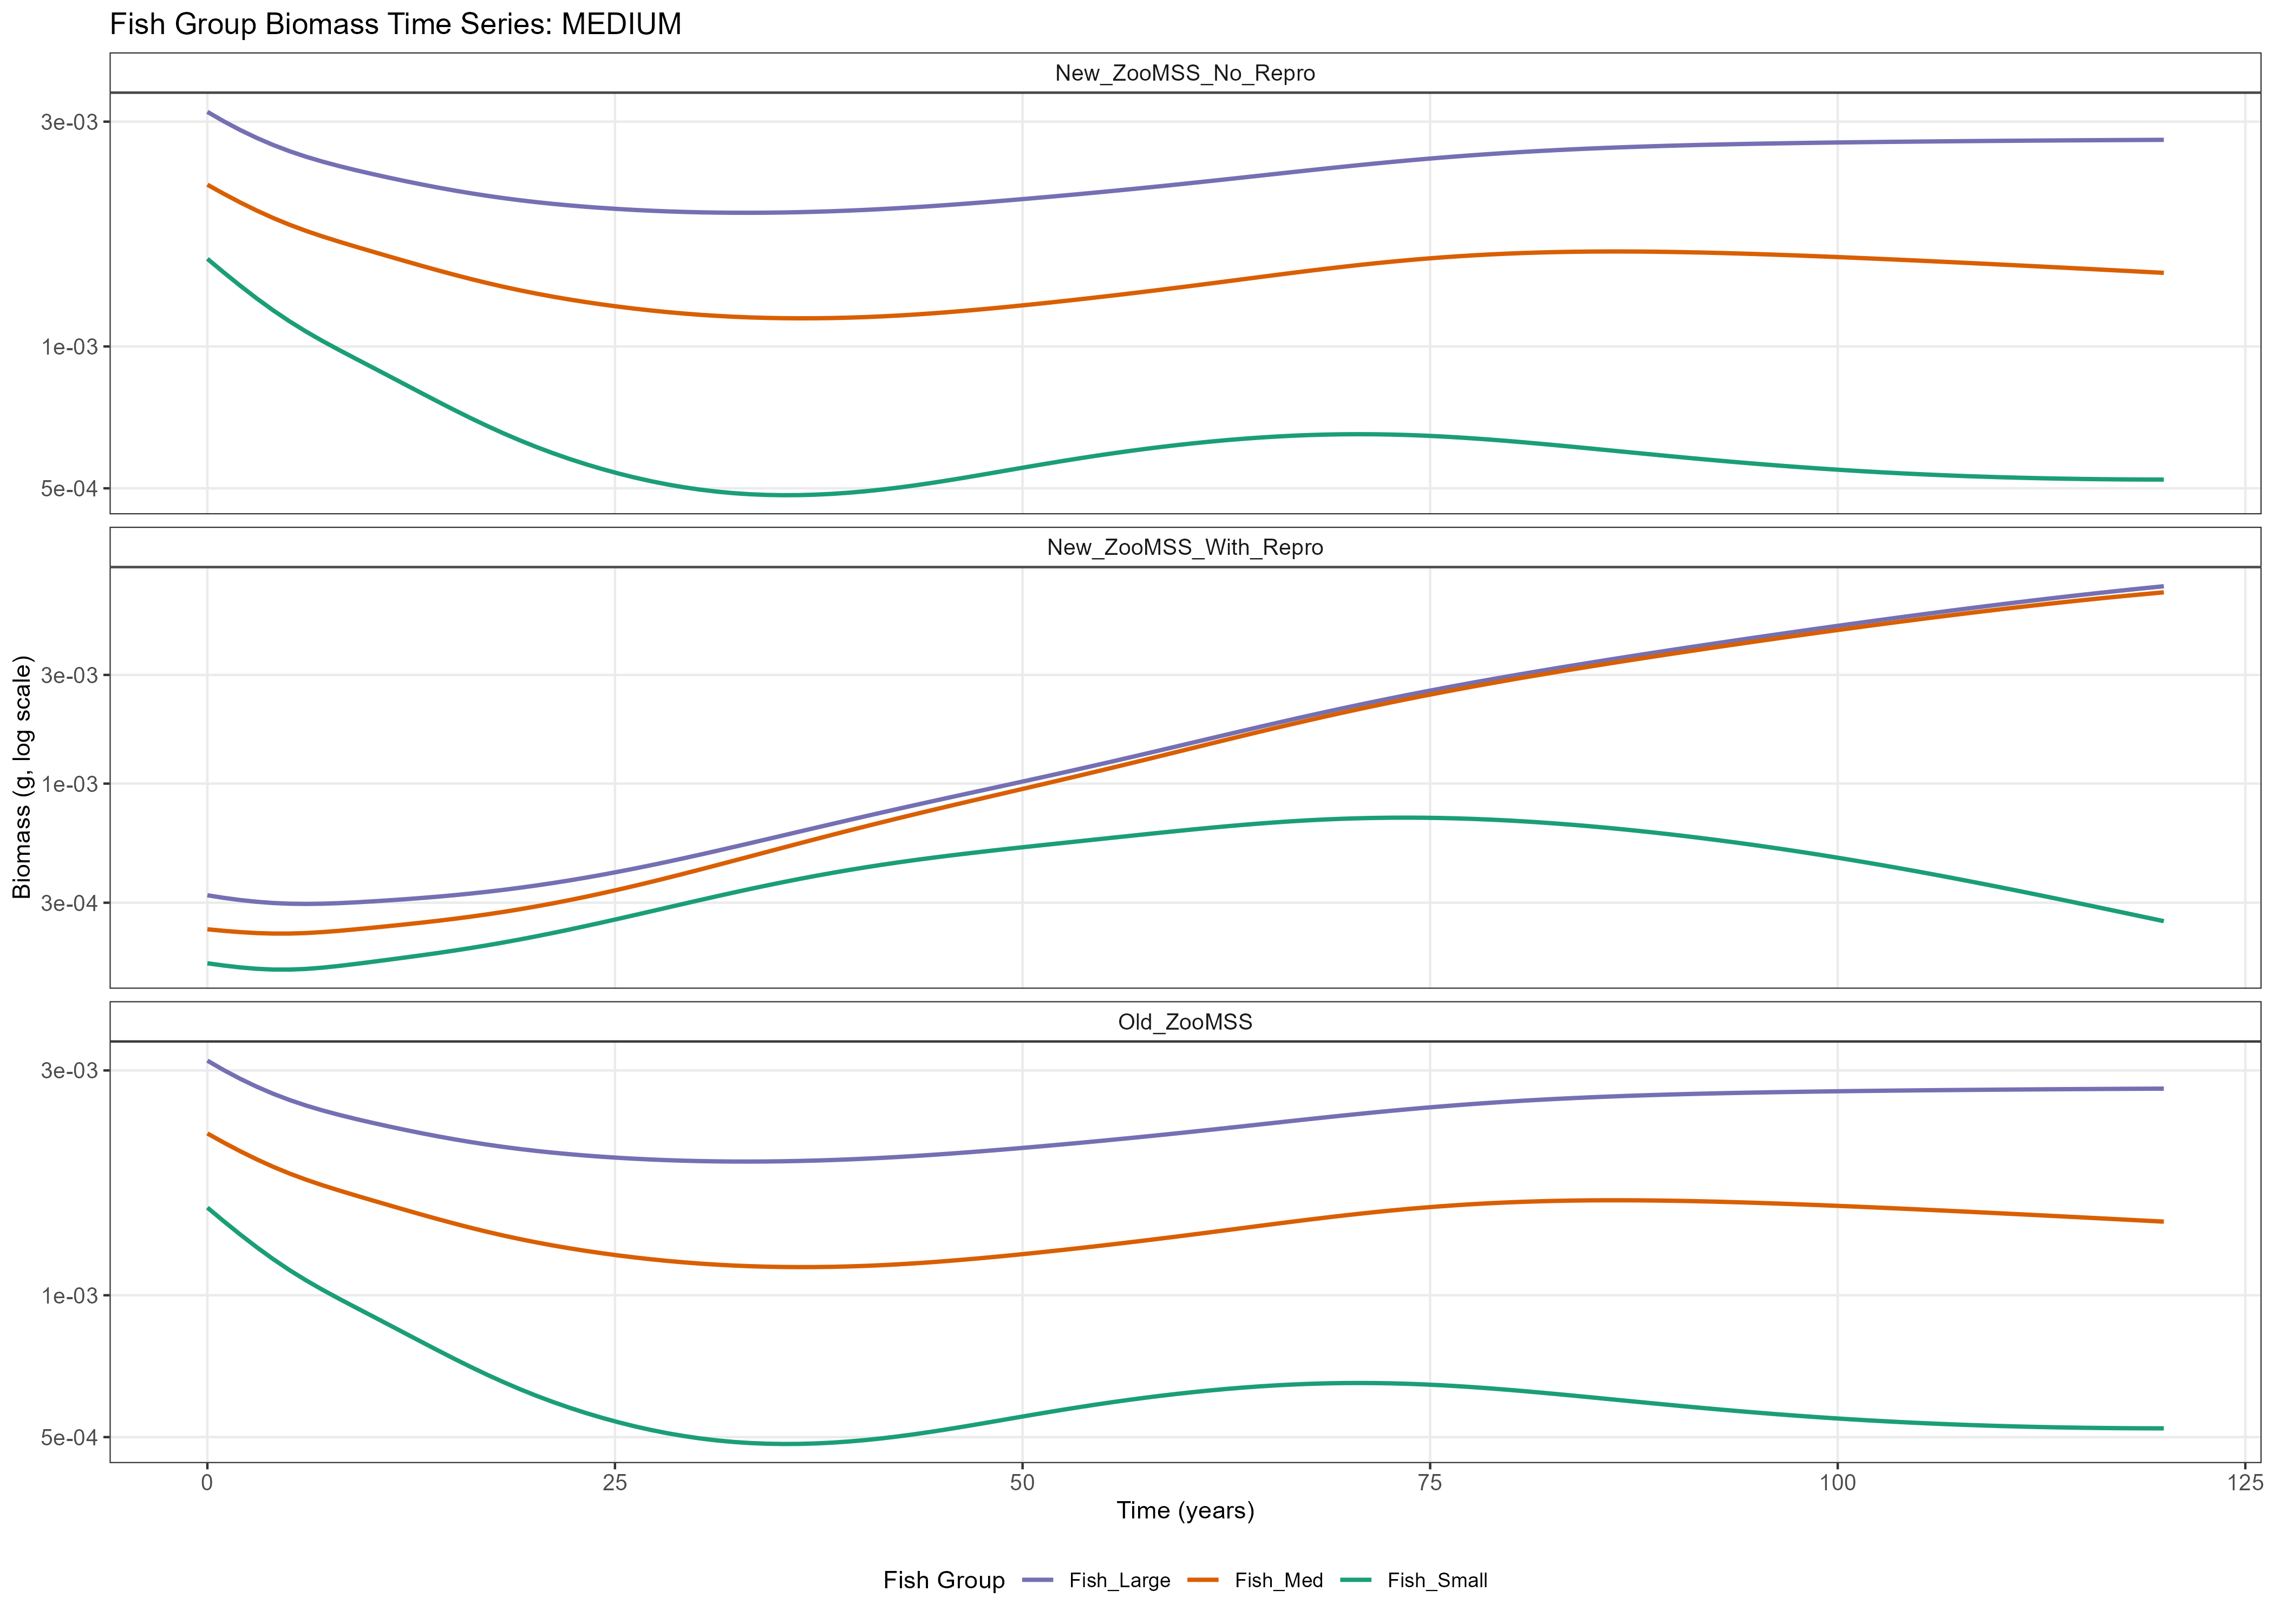 Fish Group Biomass Time Series: MEDIUM
New_ZooMSS_No_Repro
3e-03
1e-03
5e-04
New_ZooMSS_With_Repro
3e-03
1e-03
3e-04
Biomass (g, log scale)
Old_ZooMSS
3e-03
1e-03
5e-04
0 25 50 75 100 125
Time (years)
Fish Group Fish_Large Fish_Med Fish_Small